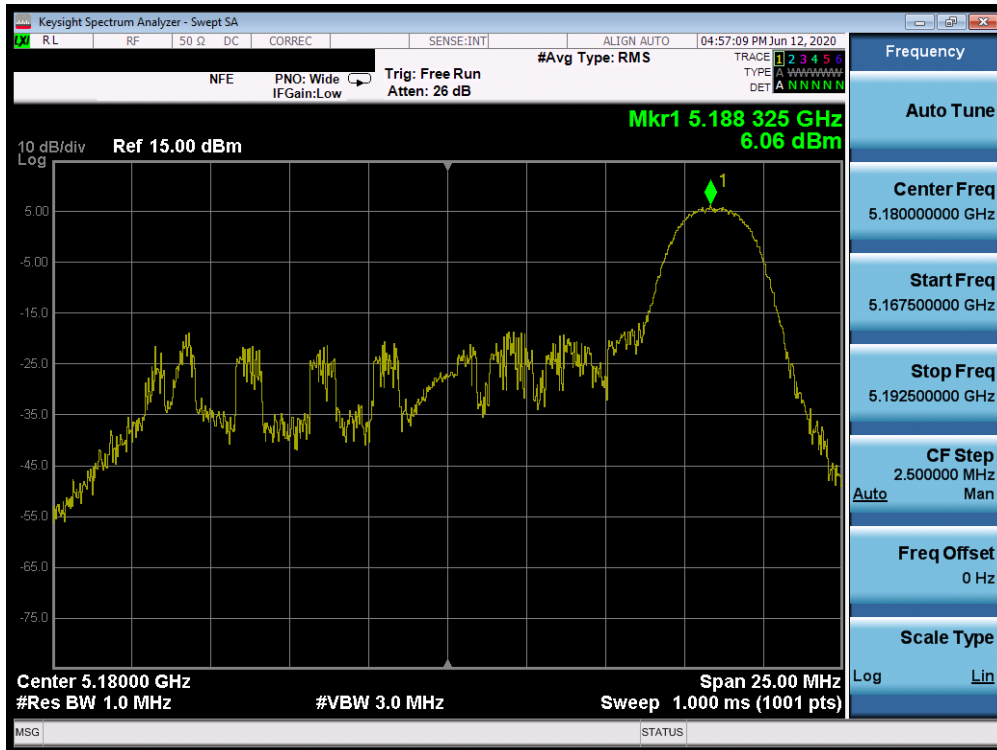 Keysight Spectrum Analyzer - Swept SA
LXI RL RF 50 Ω DC CORREC SENSE:INT ALIGN AUTO 04:57:09 PM Jun 12, 2020
#Avg Type: RMS
TRACE 1 2 3 4 5 6
TYPE A WWWWW
DET A N N N N N
NFE
PNO: Wide
IFGain:Low
Trig: Free Run
Atten: 26 dB
Mkr1 5.188 325 GHz
6.06 dBm
10 dB/div
Log
Ref 15.00 dBm
1
5.00
-5.00
-15.0
-25.0
-35.0
-45.0
-55.0
-65.0
-75.0
Center 5.18000 GHz
Span 25.00 MHz
#Res BW 1.0 MHz
#VBW 3.0 MHz
Sweep 1.000 ms (1001 pts)
MSG
STATUS
Frequency
Auto Tune
Center Freq
5.180000000 GHz
Start Freq
5.167500000 GHz
Stop Freq
5.192500000 GHz
CF Step
2.500000 MHz
Auto Man
Freq Offset
0 Hz
Scale Type
Log Lin